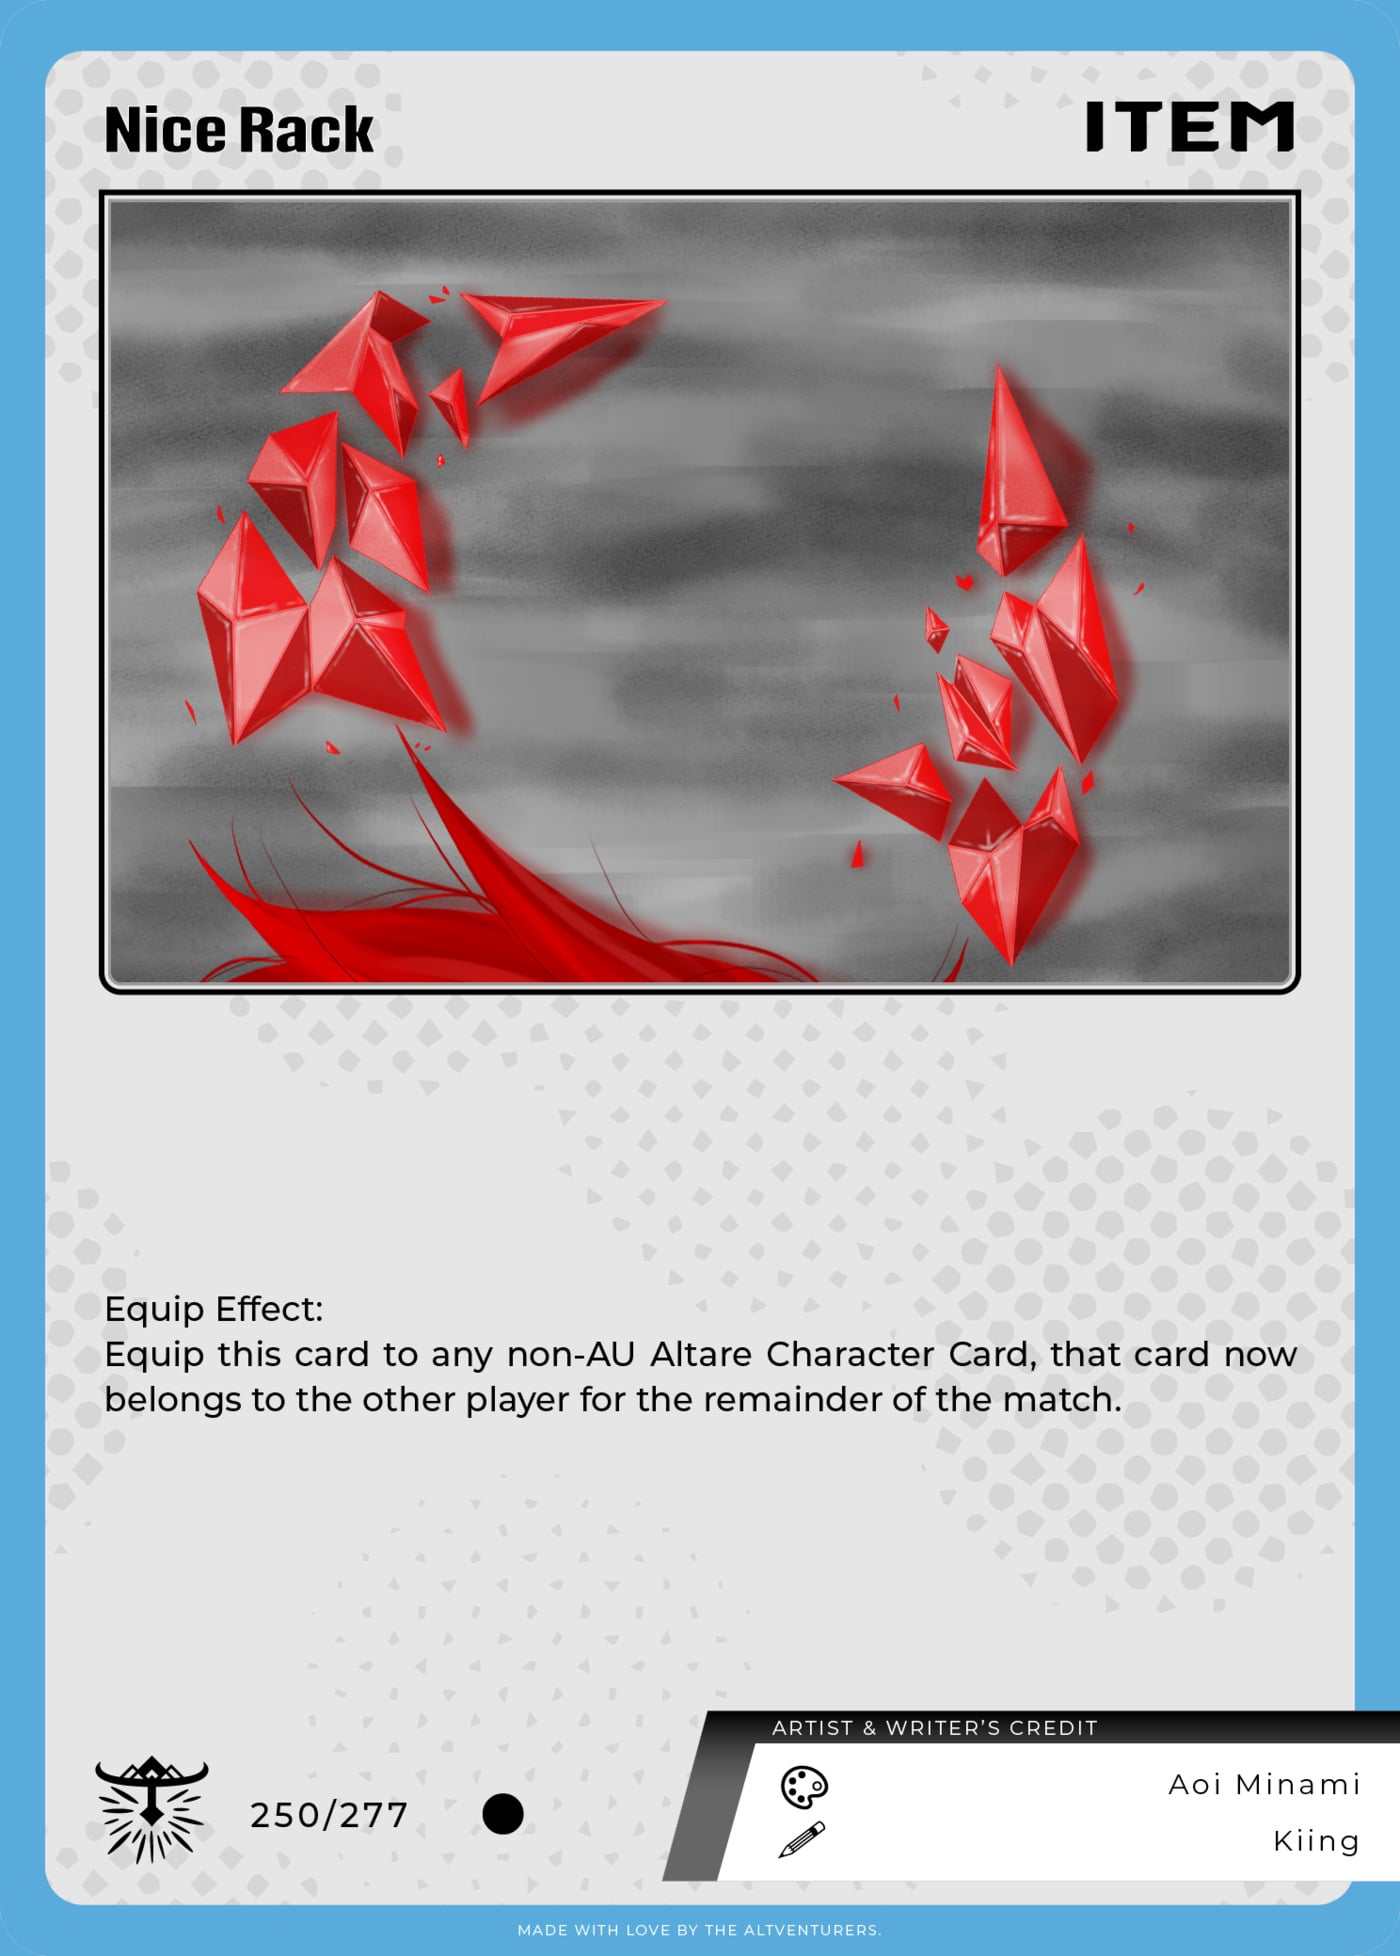 Nice Rack
ITEM
Equip Effect:
Equip this card to any non-AU Altare Character Card, that card now
belongs to the other player for the remainder of the match.
ARTIST & WRITER'S CREDIT
Aoi Minami
250/277
Kiing
MADE WITH LOVE BY THE ALTVENTURERS.